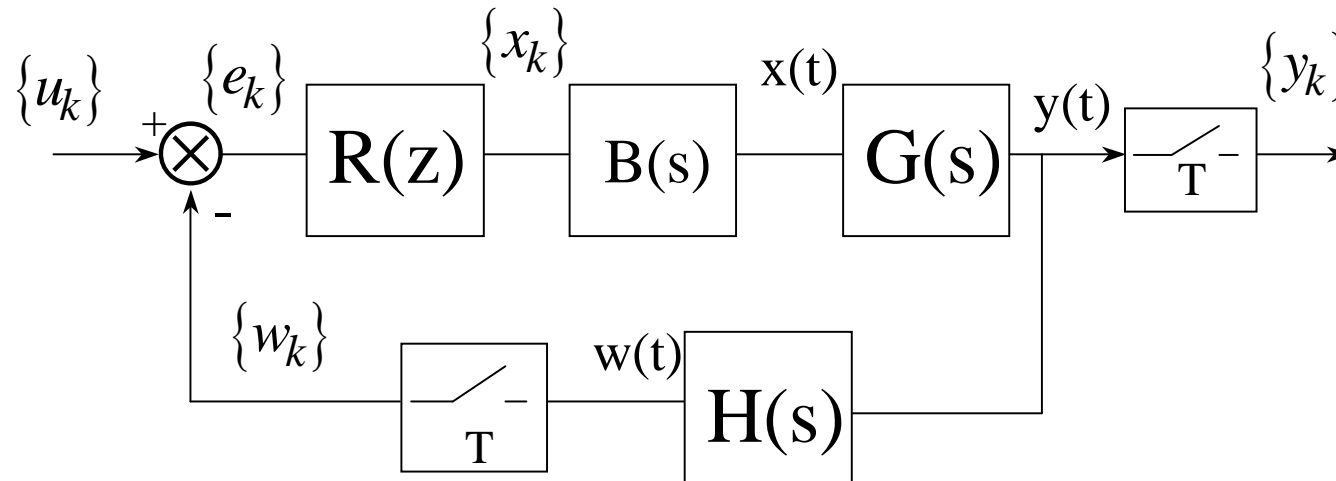 {u_k}
+
{e_k}
R(z)
{x_k}
B(s)
x(t)
G(s)
y(t)
T
{y_k}
-
{w_k}
T
w(t)
H(s)